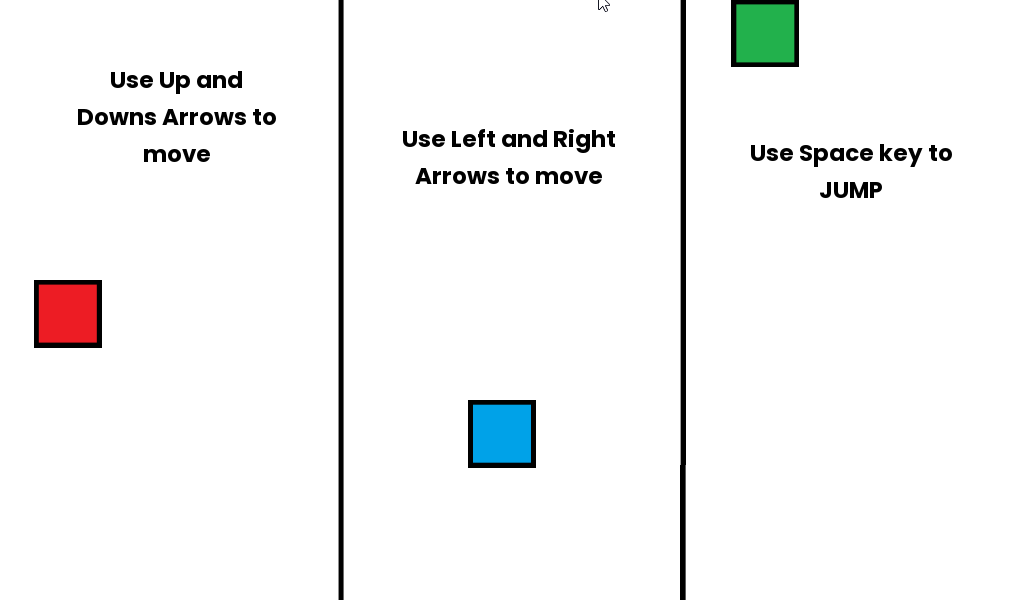 Use Up and
Downs Arrows to
move
Use Left and Right
Arrows to move
Use Space key to
JUMP